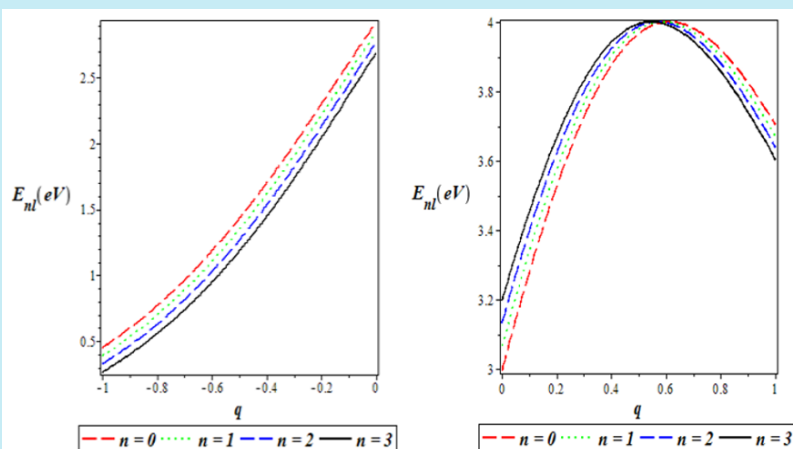 2.5
2
1.5
1
0.5
E_nl(eV)
-1 -0.8 -0.6 -0.4 -0.2 0
q
n = 0 n = 1 n = 2 n = 3
4
3.8
3.6
3.4
3.2
3
E_nl(eV)
0 0.2 0.4 0.6 0.8 1
q
n = 0 n = 1 n = 2 n = 3